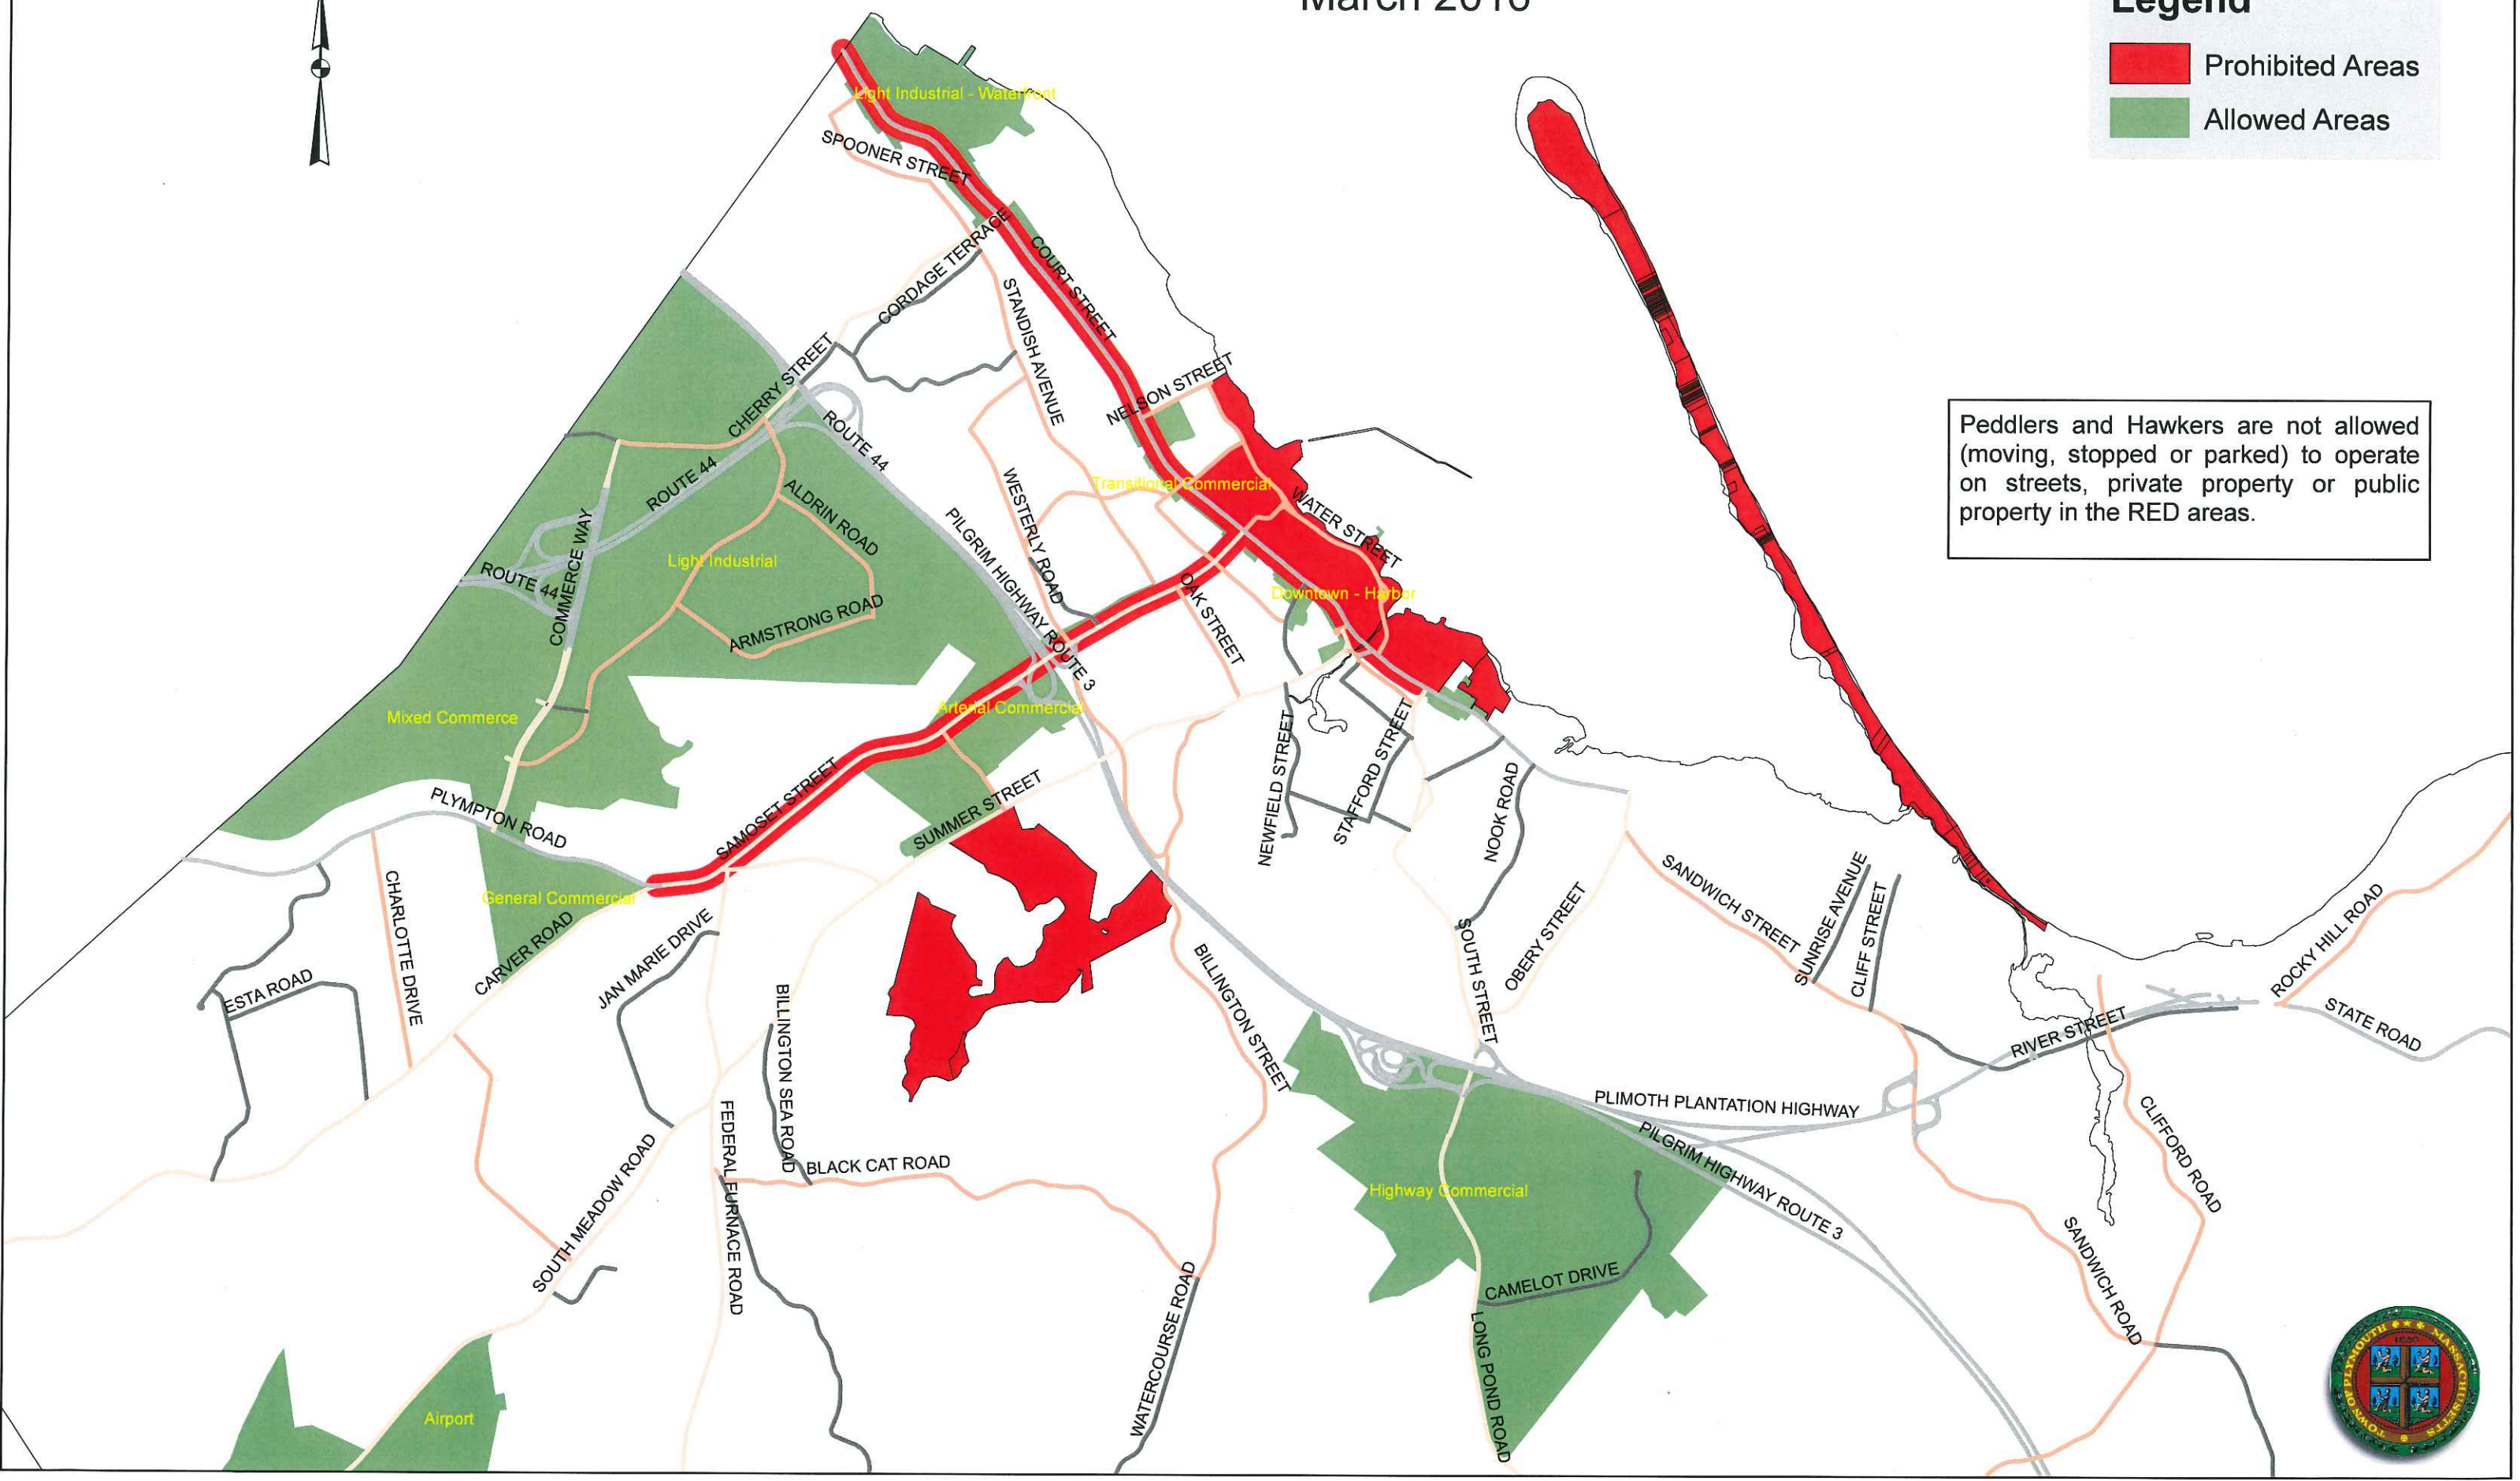 March 2016
Legend
Prohibited Areas
Allowed Areas
Light Industrial - Waterfront
SPOONER STREET
CORDAGE TERRACE
COURT STREET
STANDISH AVENUE
CHERRY STREET
NELSON STREET
ROUTE 44
ROUTE 44
ROUTE 44
Peddlers and Hawkers are not allowed
(moving, stopped or parked) to operate
on streets, private property or public
property in the RED areas.
WESTERLY ROAD
Transitional Commercial
WATER STREET
ALDRIN ROAD
PILGRIM HIGHWAY ROUTE 3
COMMERCE WAY
Light Industrial
ARMSTRONG ROAD
OAK STREET
Downtown - Harbor
Mixed Commerce
Arterial Commercial
NEWFIELD STREET
STAFFORD STREET
NOOK ROAD
PLYMPTON ROAD
SAMOSET STREET
SUMMER STREET
General Commercial
CARVER ROAD
CHARLOTTE DRIVE
ESTA ROAD
JAN MARIE DRIVE
BILLINGTON SEA ROAD
BILLINGTON STREET
SOUTH STREET
OBERY STREET
SANDWICH STREET
SUNRISE AVENUE
CLIFF STREET
ROCKY HILL ROAD
STATE ROAD
RIVER STREET
PLIMOTH PLANTATION HIGHWAY
PILGRIM HIGHWAY ROUTE 3
CLIFFORD ROAD
FEDERAL FURNACE ROAD
BLACK CAT ROAD
SOUTH MEADOW ROAD
Highway Commercial
CAMELOT DRIVE
LONG POND ROAD
WATERCOURSE ROAD
SANDWICH ROAD
Airport
TOWN OF PLYMOUTH MASSACHUSETTS
1620